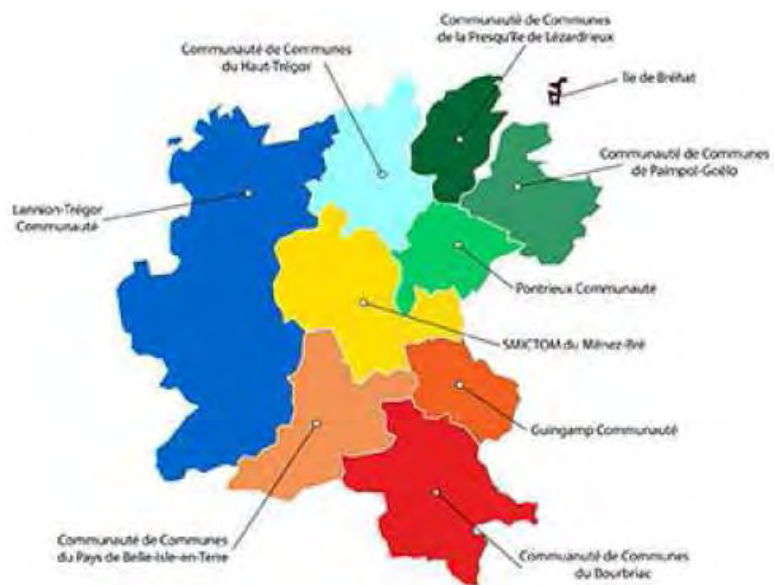 Communauté de Communes
de la Presqu'île de Lézardrieux
Communauté de Communes
du Haut-Trégor
Ile de Bréhat
Communauté de Communes
de Paimpol-Goëlo
Lannion-Trégor
Communauté
Pontrieux Communauté
SMICTOM du Ménez-Bré
Guingamp Communauté
Communauté de Communes
du Pays de Belle-Isle-en-Terre
Commuanuté de Communes
du Bourbriac